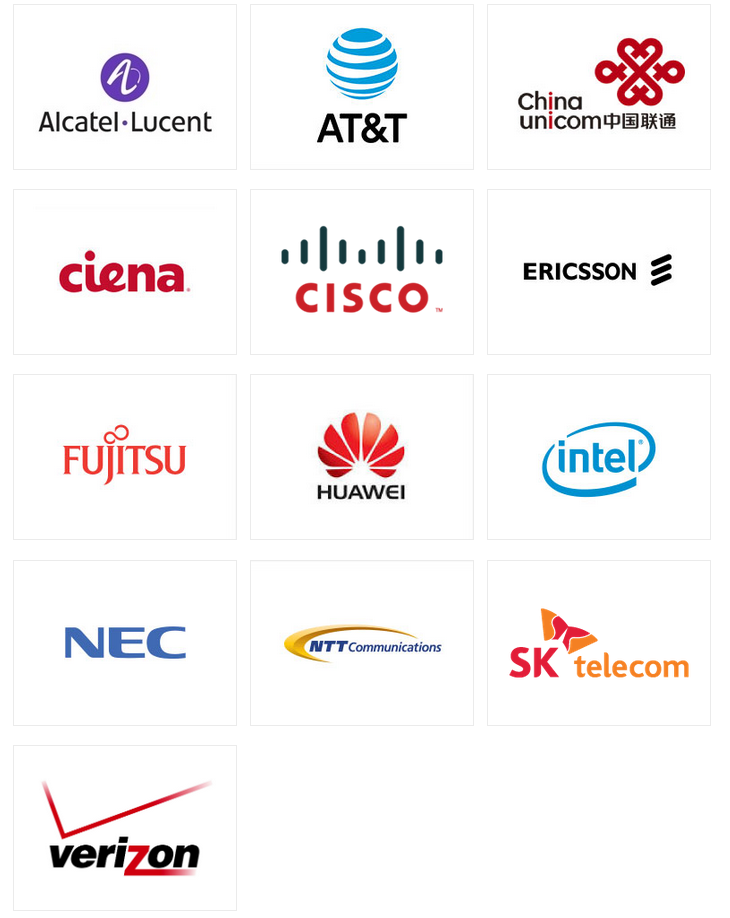 Alcatel·Lucent
AT&T
China
unicom中国联通
ciena®
CISCO™
ERICSSON
FUJITSU
HUAWEI
intel®
NEC
NTT Communications
SK telecom
verizon